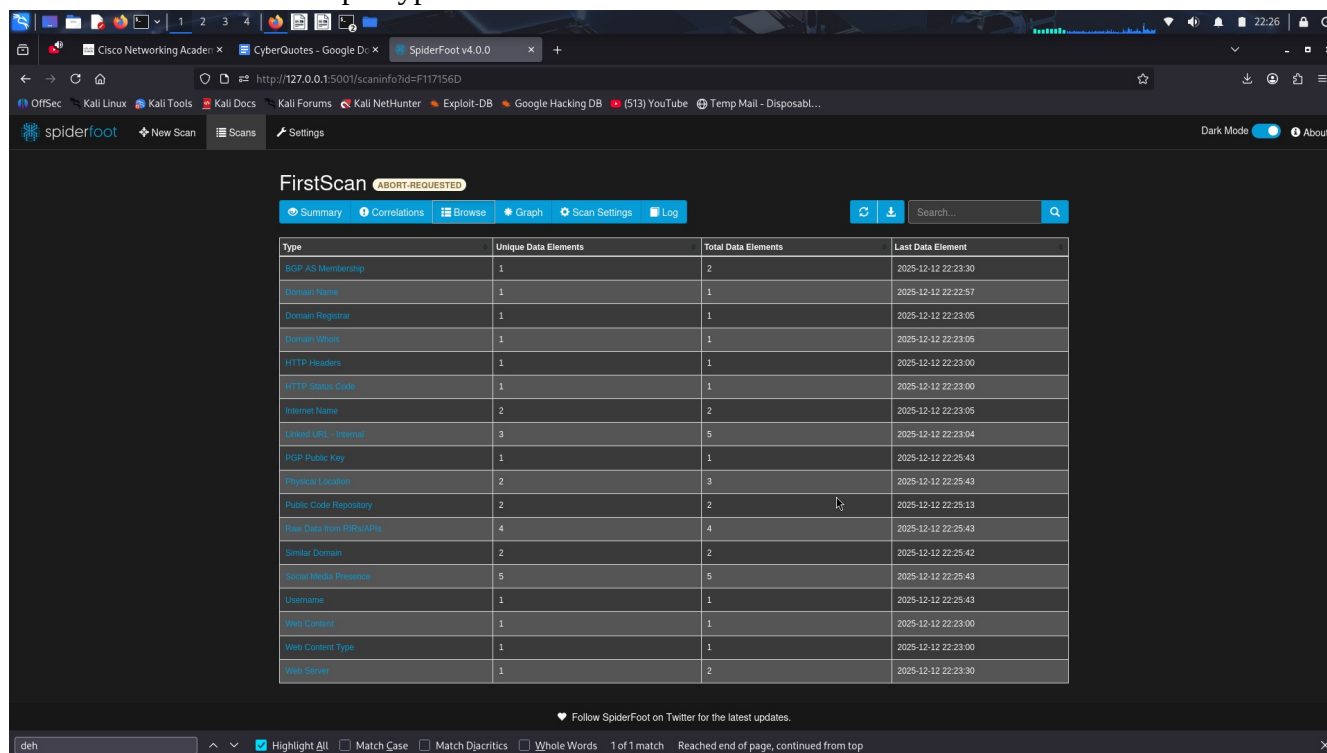 1 2 3 4 22:26
Cisco Networking Academ CyberQuotes - Google Do SpiderFoot v4.0.0
http://127.0.0.1:5001/scaninfo?id=F117156D
OffSec Kali Linux Kali Tools Kali Docs Kali Forums Kali NetHunter Exploit-DB Google Hacking DB (513) YouTube Temp Mail - Disposabl...
spiderfoot New Scan Scans Settings Dark Mode About
FirstScan ABORT-REQUESTED
Summary Correlations Browse Graph Scan Settings Log Search...
Type Unique Data Elements Total Data Elements Last Data Element
BGP AS Membership 1 2 2025-12-12 22:23:30
Domain Name 1 1 2025-12-12 22:22:57
Domain Registrar 1 1 2025-12-12 22:23:05
Domain Whois 1 1 2025-12-12 22:23:05
HTTP Headers 1 1 2025-12-12 22:23:00
HTTP Status Code 1 1 2025-12-12 22:23:00
Internet Name 2 2 2025-12-12 22:23:05
Linked URL - Internal 3 5 2025-12-12 22:23:04
PGP Public Key 1 1 2025-12-12 22:25:43
Physical Location 2 3 2025-12-12 22:25:43
Public Code Repository 2 2 2025-12-12 22:25:13
Raw Data from RIRs/APIs 4 4 2025-12-12 22:25:43
Similar Domain 2 2 2025-12-12 22:25:42
Social Media Presence 5 5 2025-12-12 22:25:43
Username 1 1 2025-12-12 22:25:43
Web Content 1 1 2025-12-12 22:23:00
Web Content Type 1 1 2025-12-12 22:23:00
Web Server 1 2 2025-12-12 22:23:30
Follow SpiderFoot on Twitter for the latest updates.
deh Highlight All Match Case Match Diacritics Whole Words 1 of 1 match Reached end of page, continued from top